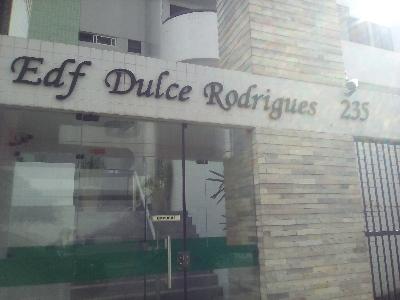 Edf Dulce Rodrigues 235